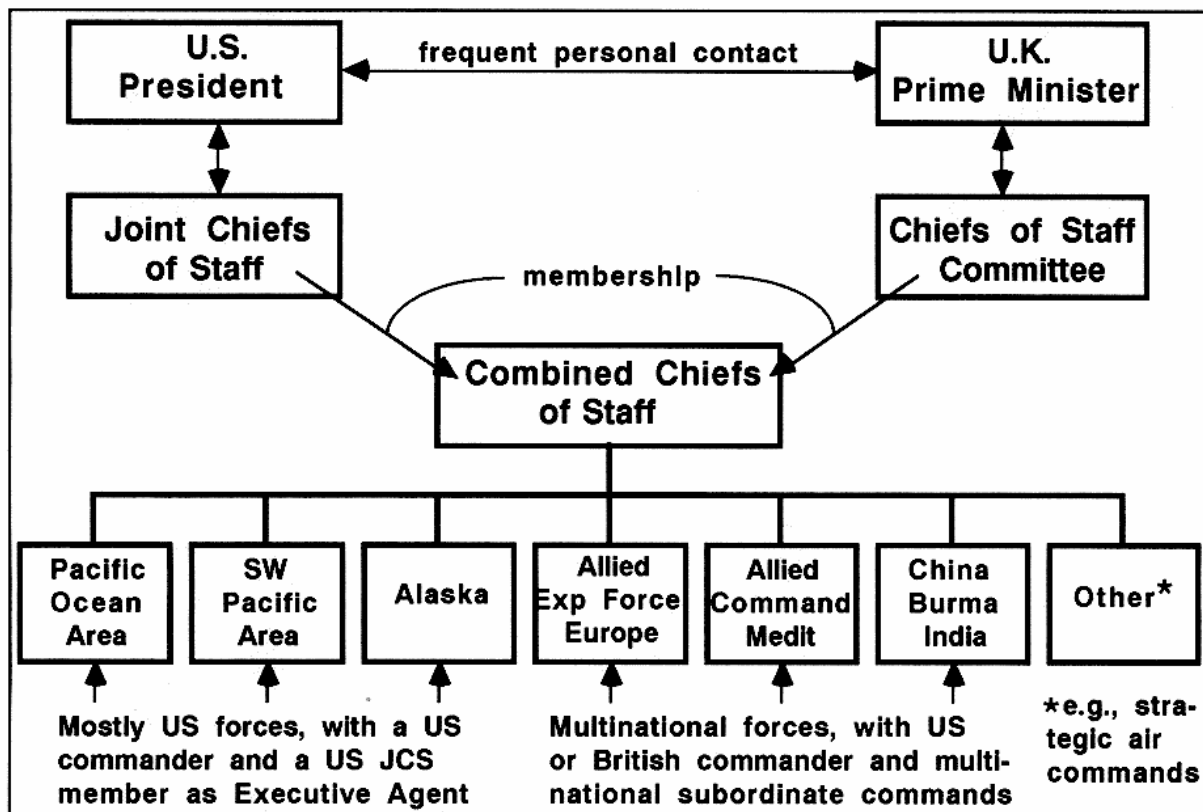 U.S.
President
frequent personal contact
U.K.
Prime Minister
Joint Chiefs
of Staff
membership
Chiefs of Staff
Committee
Combined Chiefs
of Staff
Pacific
Ocean
Area
SW
Pacific
Area
Alaska
Allied
Exp Force
Europe
Allied
Command
Medit
China
Burma
India
Other*
Mostly US forces, with a US
commander and a US JCS
member as Executive Agent
Multinational forces, with US
or British commander and multi-
national subordinate commands
*e.g., stra-
tegic air
commands